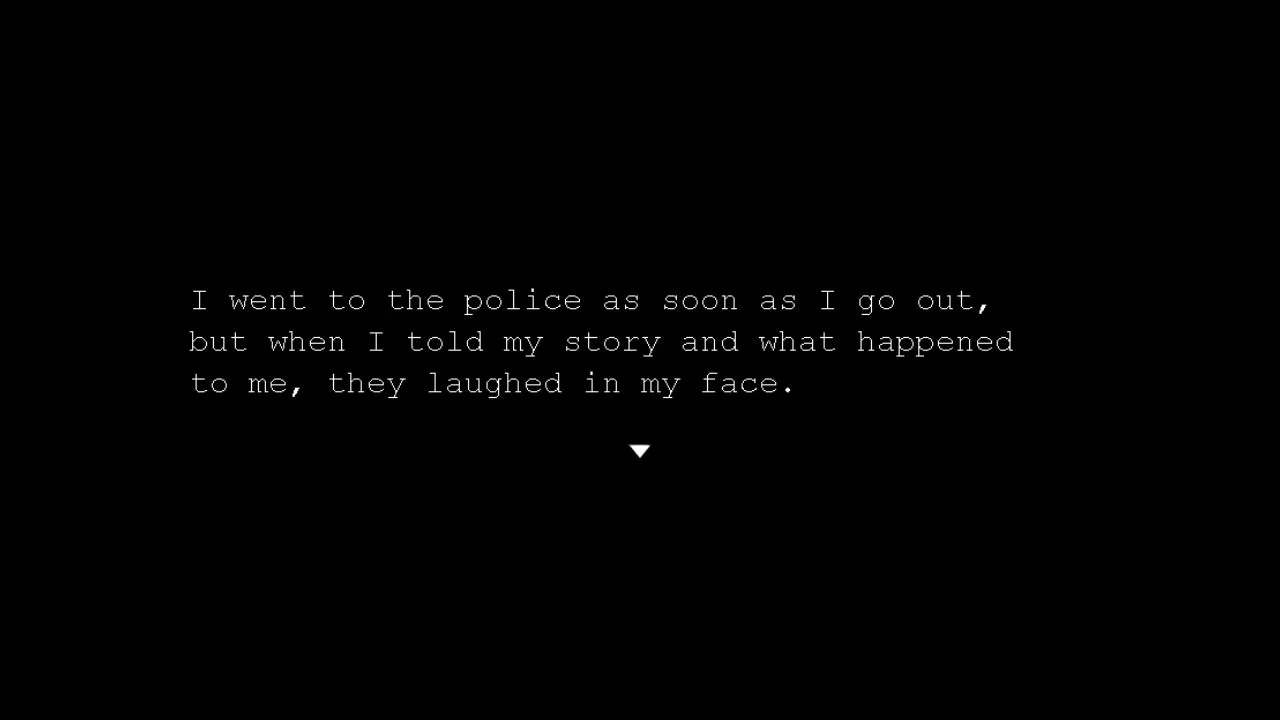 I went to the police as soon as I go out,
but when I told my story and what happened
to me, they laughed in my face.